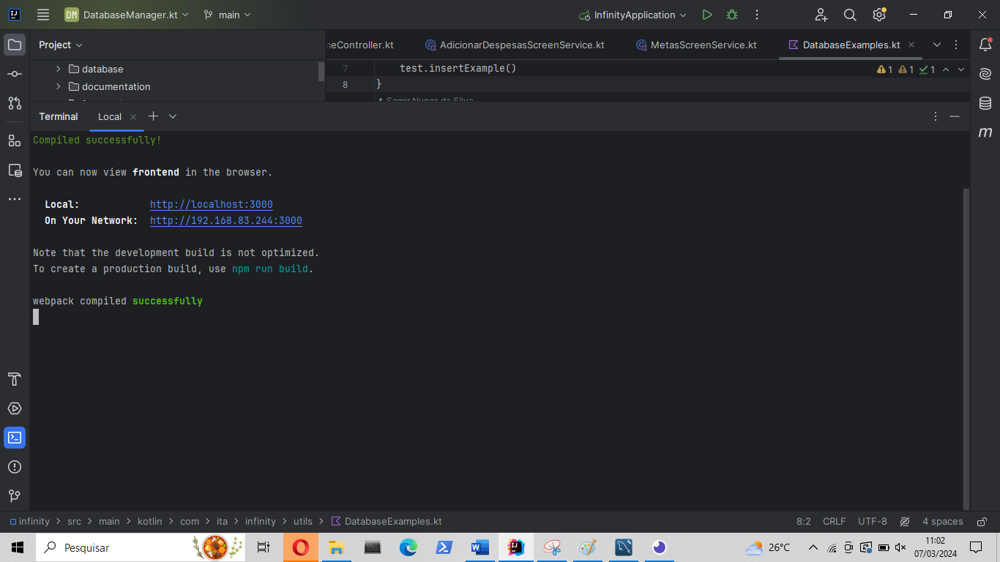 DM DatabaseManager.kt main InfinityApplication
Project
neController.kt AdicionarDespesasScreenService.kt MetasScreenService.kt DatabaseExamples.kt
database
documentation
7 test.insertExample()
1 1 1
8 }
Samir Nunes da Silva
Terminal Local
Compiled successfully!
You can now view frontend in the browser.
Local: http://localhost:3000
On Your Network: http://192.168.83.244:3000
Note that the development build is not optimized.
To create a production build, use npm run build.
webpack compiled successfully
infinity > src > main > kotlin > com > ita > infinity > utils > DatabaseExamples.kt 8:2 CRLF UTF-8 4 spaces
Pesquisar 26°C 11:02
07/03/2024